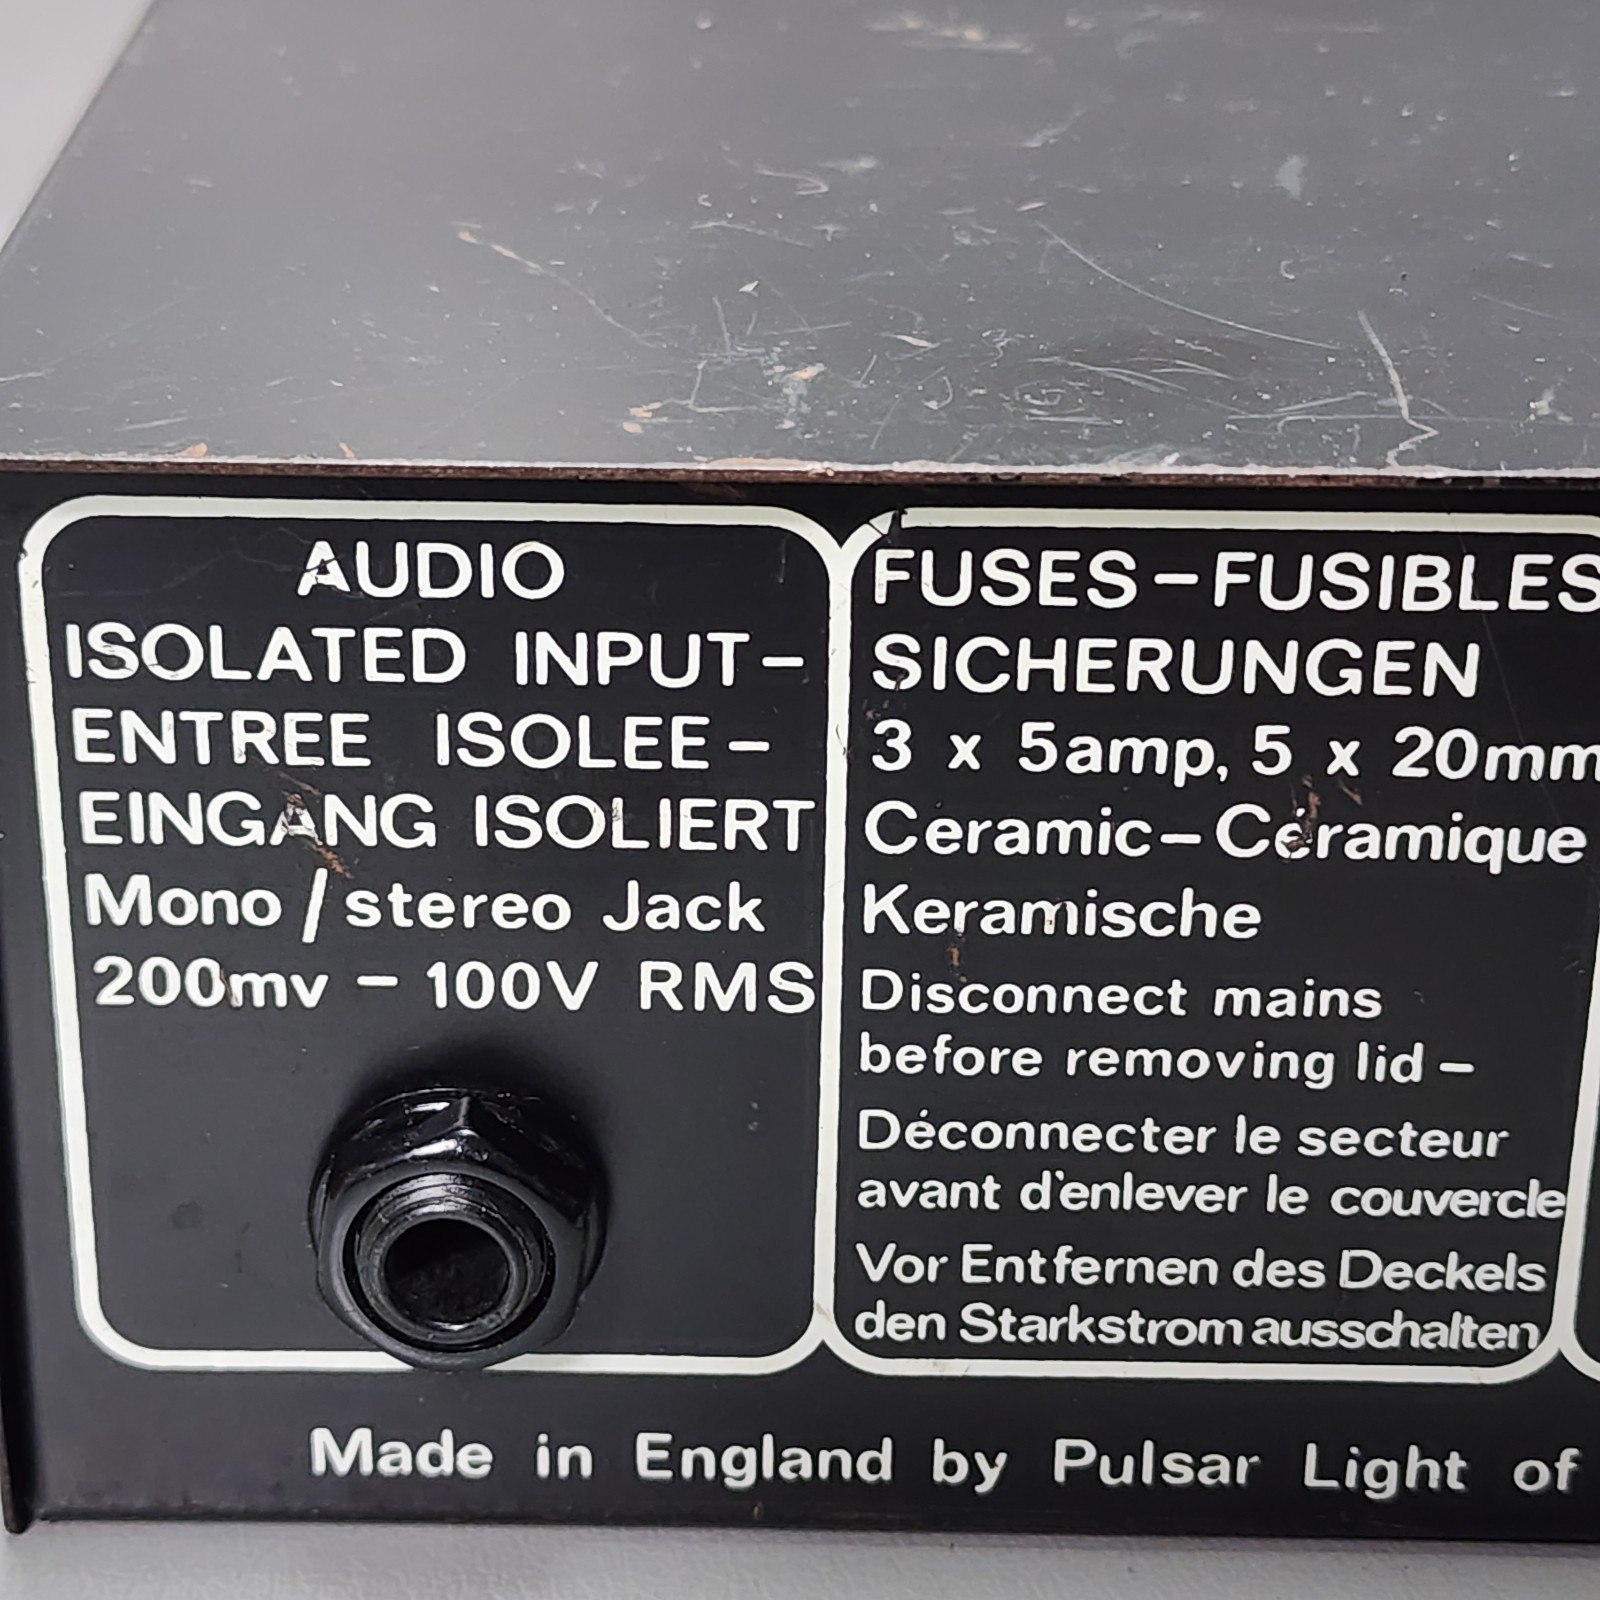 AUDIO
ISOLATED INPUT-
ENTREE ISOLEE-
EINGANG ISOLIERT
Mono / stereo Jack
200mv - 100V RMS
FUSES-FUSIBLES
SICHERUNGEN
3 x 5amp, 5 x 20mm
Ceramic-Céramique
Keramische
Disconnect mains
before removing lid-
Déconnecter le secteur
avant d'enlever le couvercle
Vor Entfernen des Deckels
den Starkstrom ausschalten
Made in England by Pulsar Light of